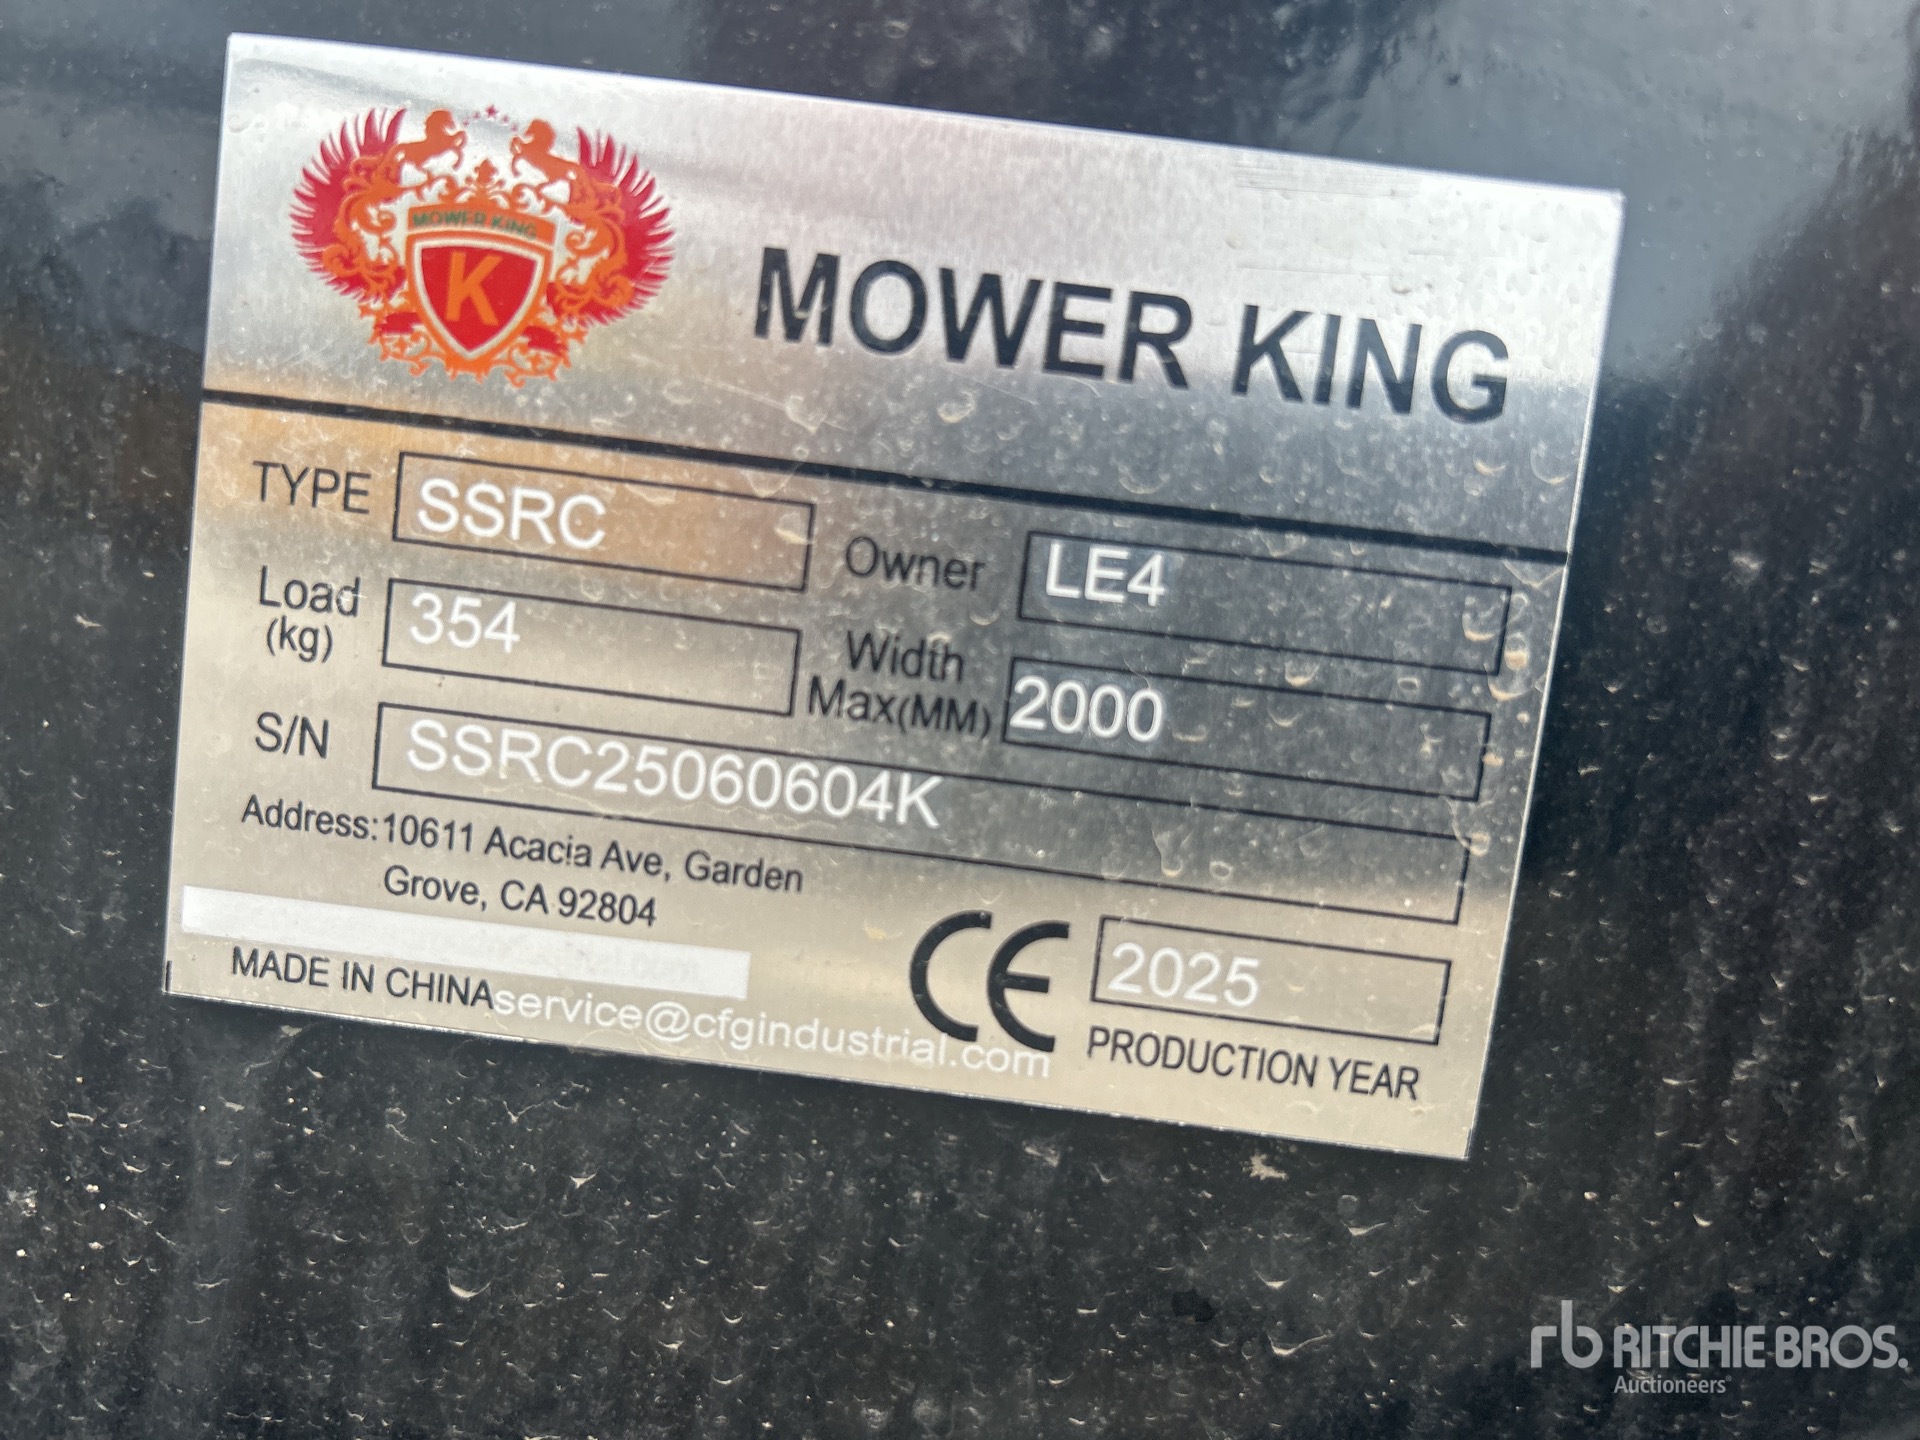 MOWER KING
K
MOWER KING
TYPE SSRC
Owner LE4
Load (kg) 354
Width Max(MM) 2000
S/N SSRC25060604K
Address:10611 Acacia Ave, Garden
Grove, CA 92804
MADE IN CHINA
service@cfgindustrial.com
CE
2025
PRODUCTION YEAR
rb RITCHIE BROS.
Auctioneers